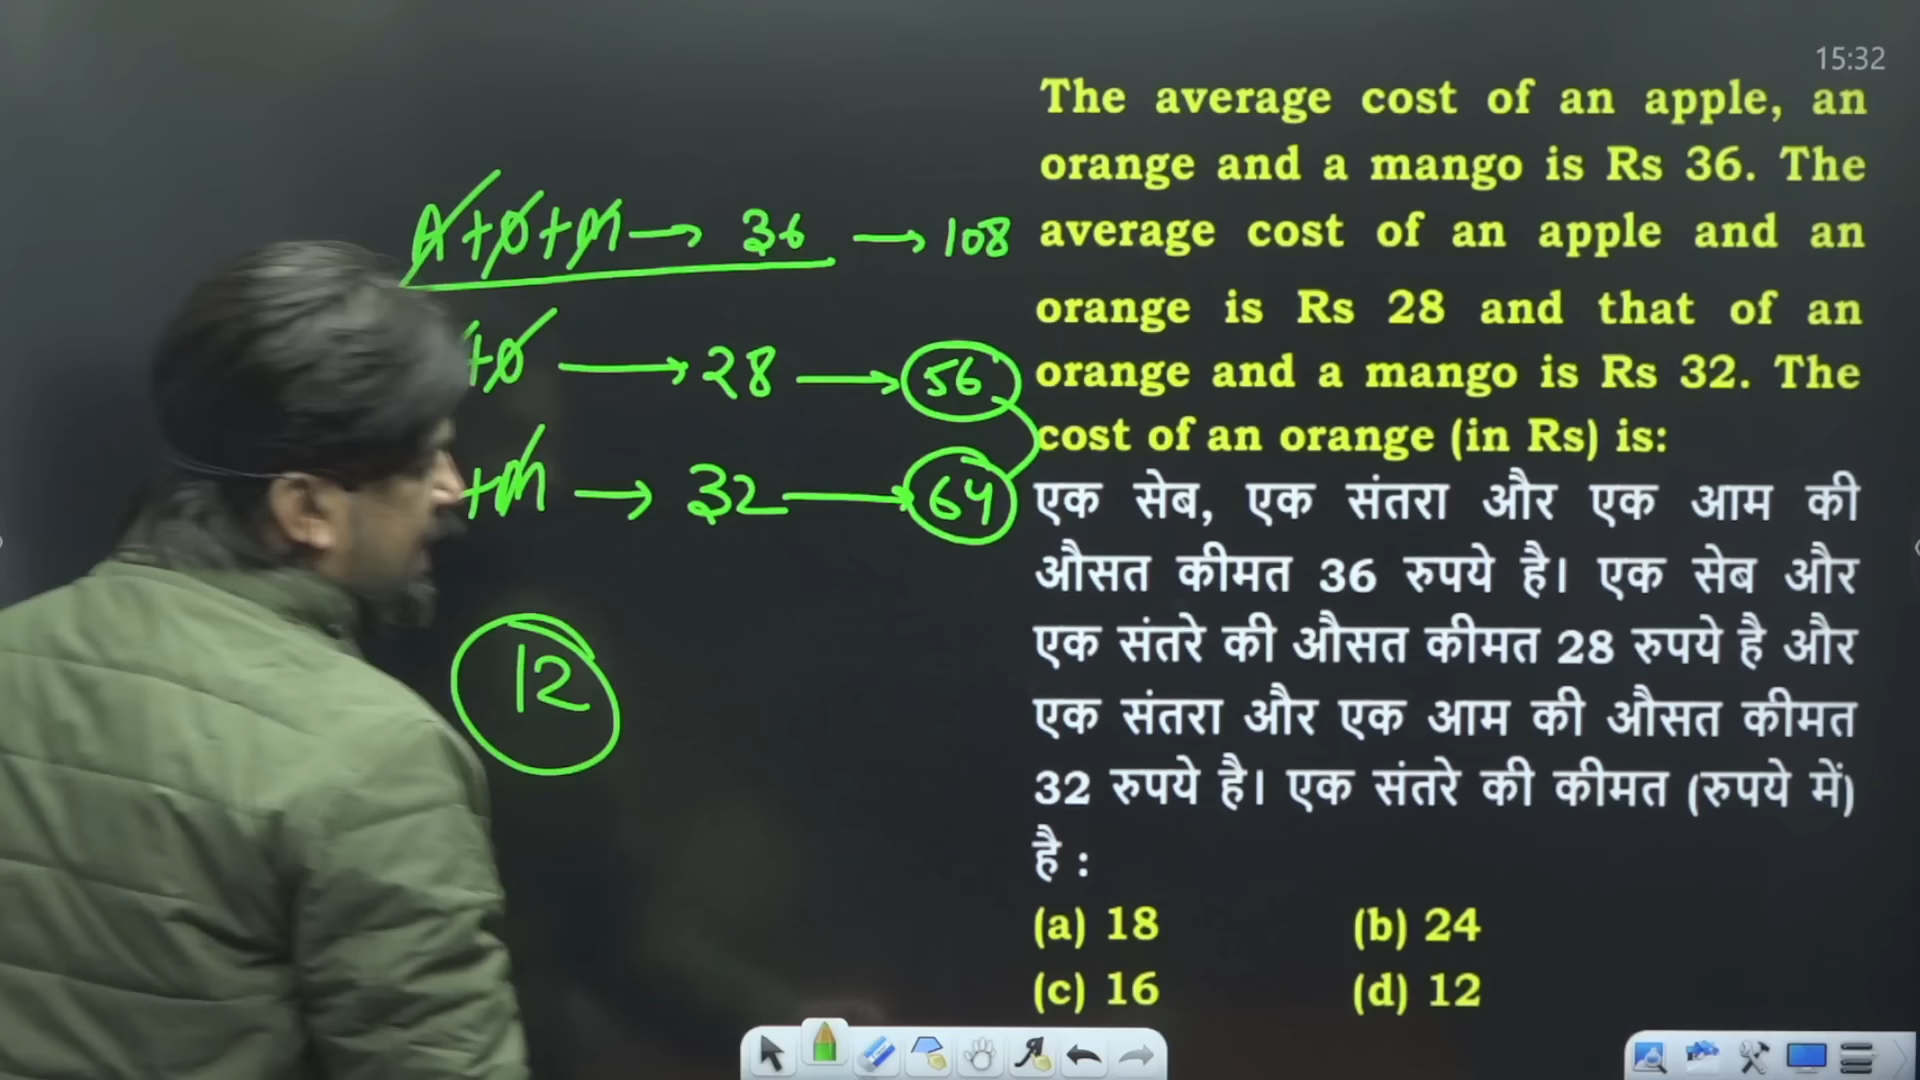 15:32
A+O+M → 36 → 108
+O → 28 → 56
+M → 32 → 64
12
The average cost of an apple, an
orange and a mango is Rs 36. The
average cost of an apple and an
orange is Rs 28 and that of an
orange and a mango is Rs 32. The
cost of an orange (in Rs) is:
एक सेब, एक संतरा और एक आम की
औसत कीमत 36 रुपये है। एक सेब और
एक संतरे की औसत कीमत 28 रुपये है और
एक संतरा और एक आम की औसत कीमत
32 रुपये है। एक संतरे की कीमत (रुपये में)
है :
(a) 18 (b) 24
(c) 16 (d) 12